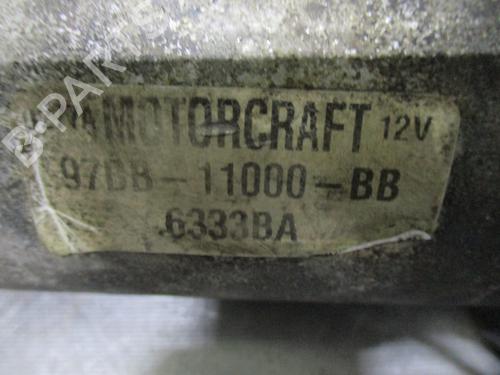 MOTORCRAFT 12V
97BB-11000-BB
6333BA
B-PARTS